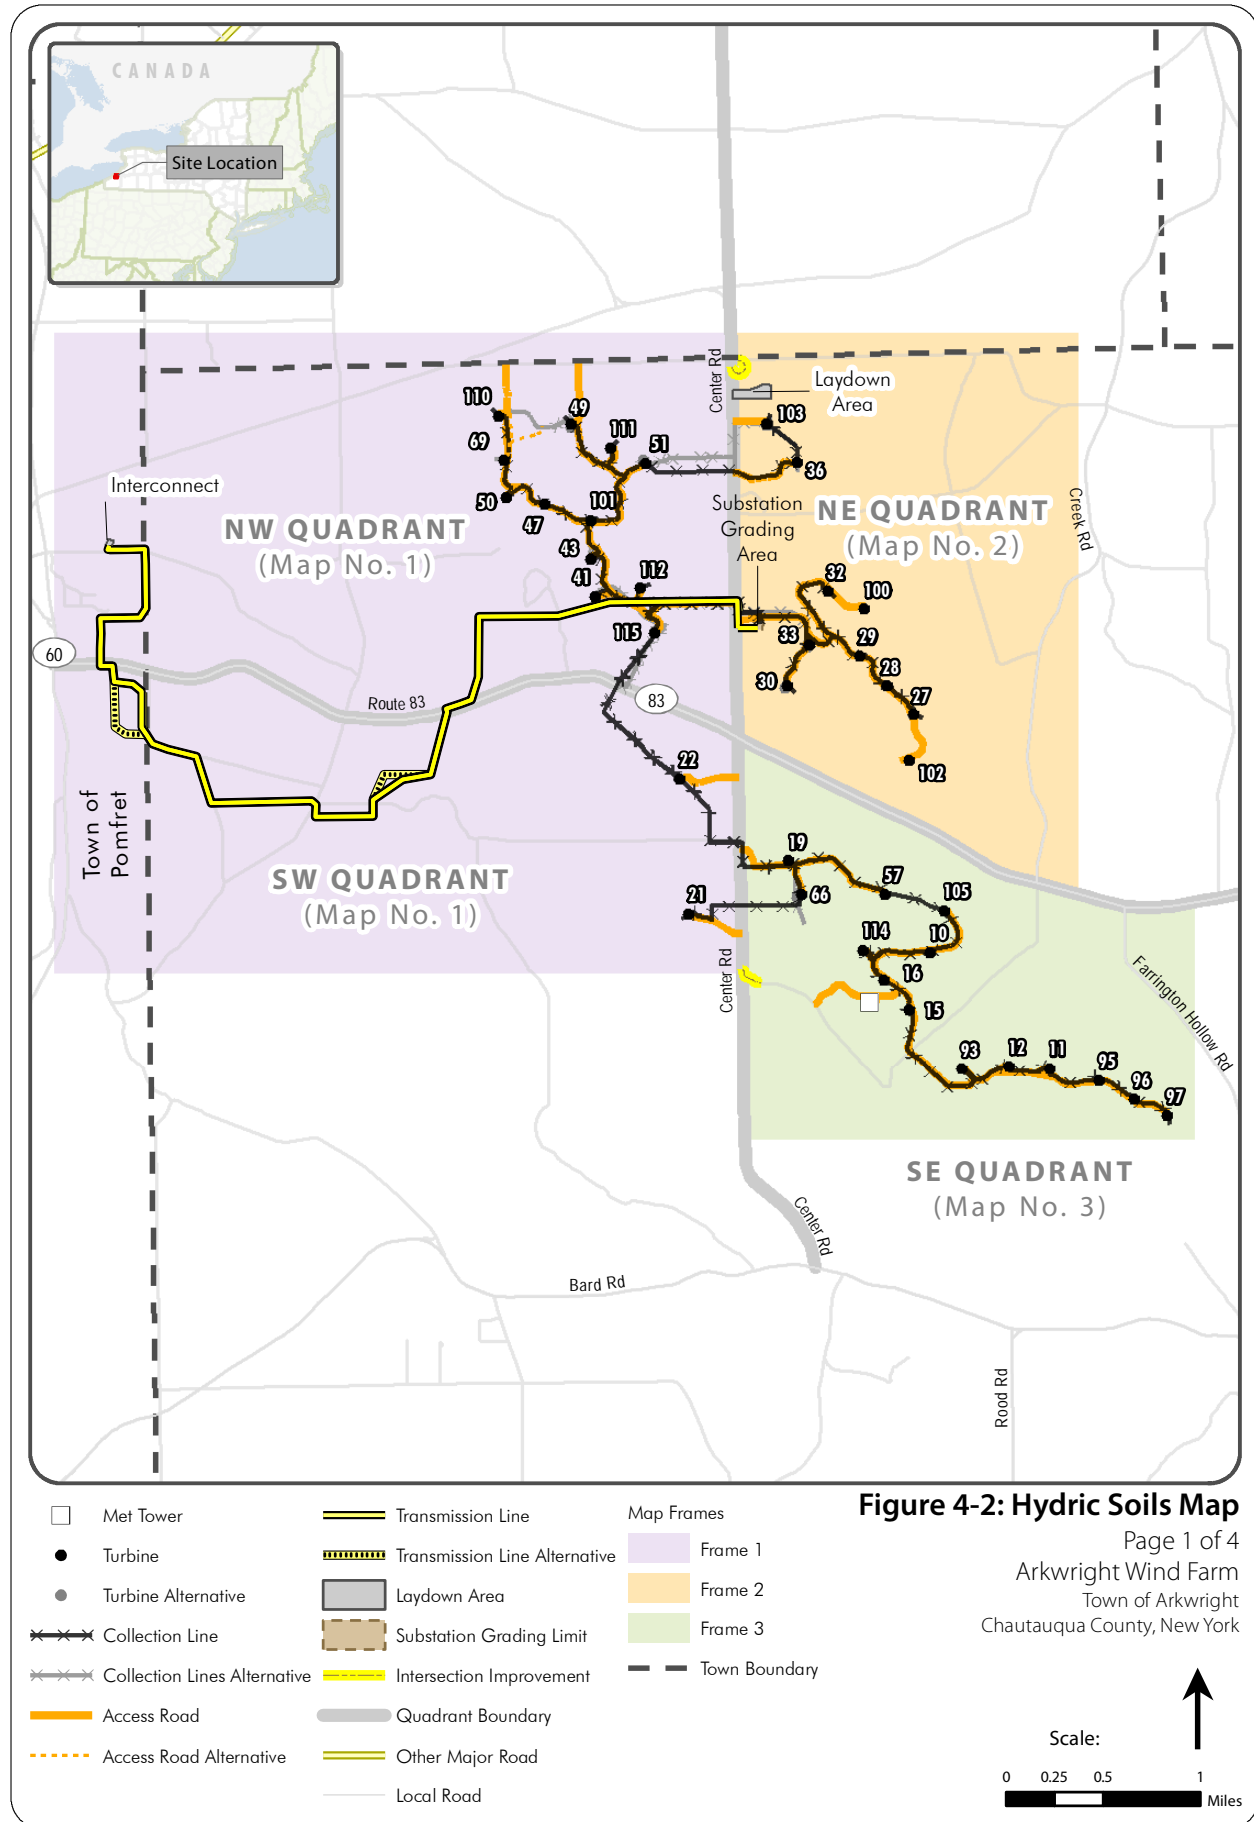 CANADA
Site Location
Center Rd
Laydown
Area
110
49
103
111
69
51
36
Interconnect
50
47
101
Substation
Grading
Area
NW QUADRANT
(Map No. 1)
NE QUADRANT
(Map No. 2)
Creek Rd
43
41
112
32
100
115
33
29
60
30
28
Route 83
83
27
22
102
Town of
Pomfret
19
SW QUADRANT
(Map No. 1)
57
105
21
66
114
10
Center Rd
16
Farrington Hollow Rd
15
93
12
11
95
96
97
SE QUADRANT
(Map No. 3)
Center Rd
Bard Rd
Rood Rd
Met Tower
Turbine
Turbine Alternative
Collection Line
Collection Lines Alternative
Access Road
Access Road Alternative
Transmission Line
Transmission Line Alternative
Laydown Area
Substation Grading Limit
Intersection Improvement
Quadrant Boundary
Other Major Road
Local Road
Map Frames
Frame 1
Frame 2
Frame 3
Town Boundary
Figure 4-2: Hydric Soils Map
Page 1 of 4
Arkwright Wind Farm
Town of Arkwright
Chautauqua County, New York
Scale:
0 0.25 0.5 1
Miles